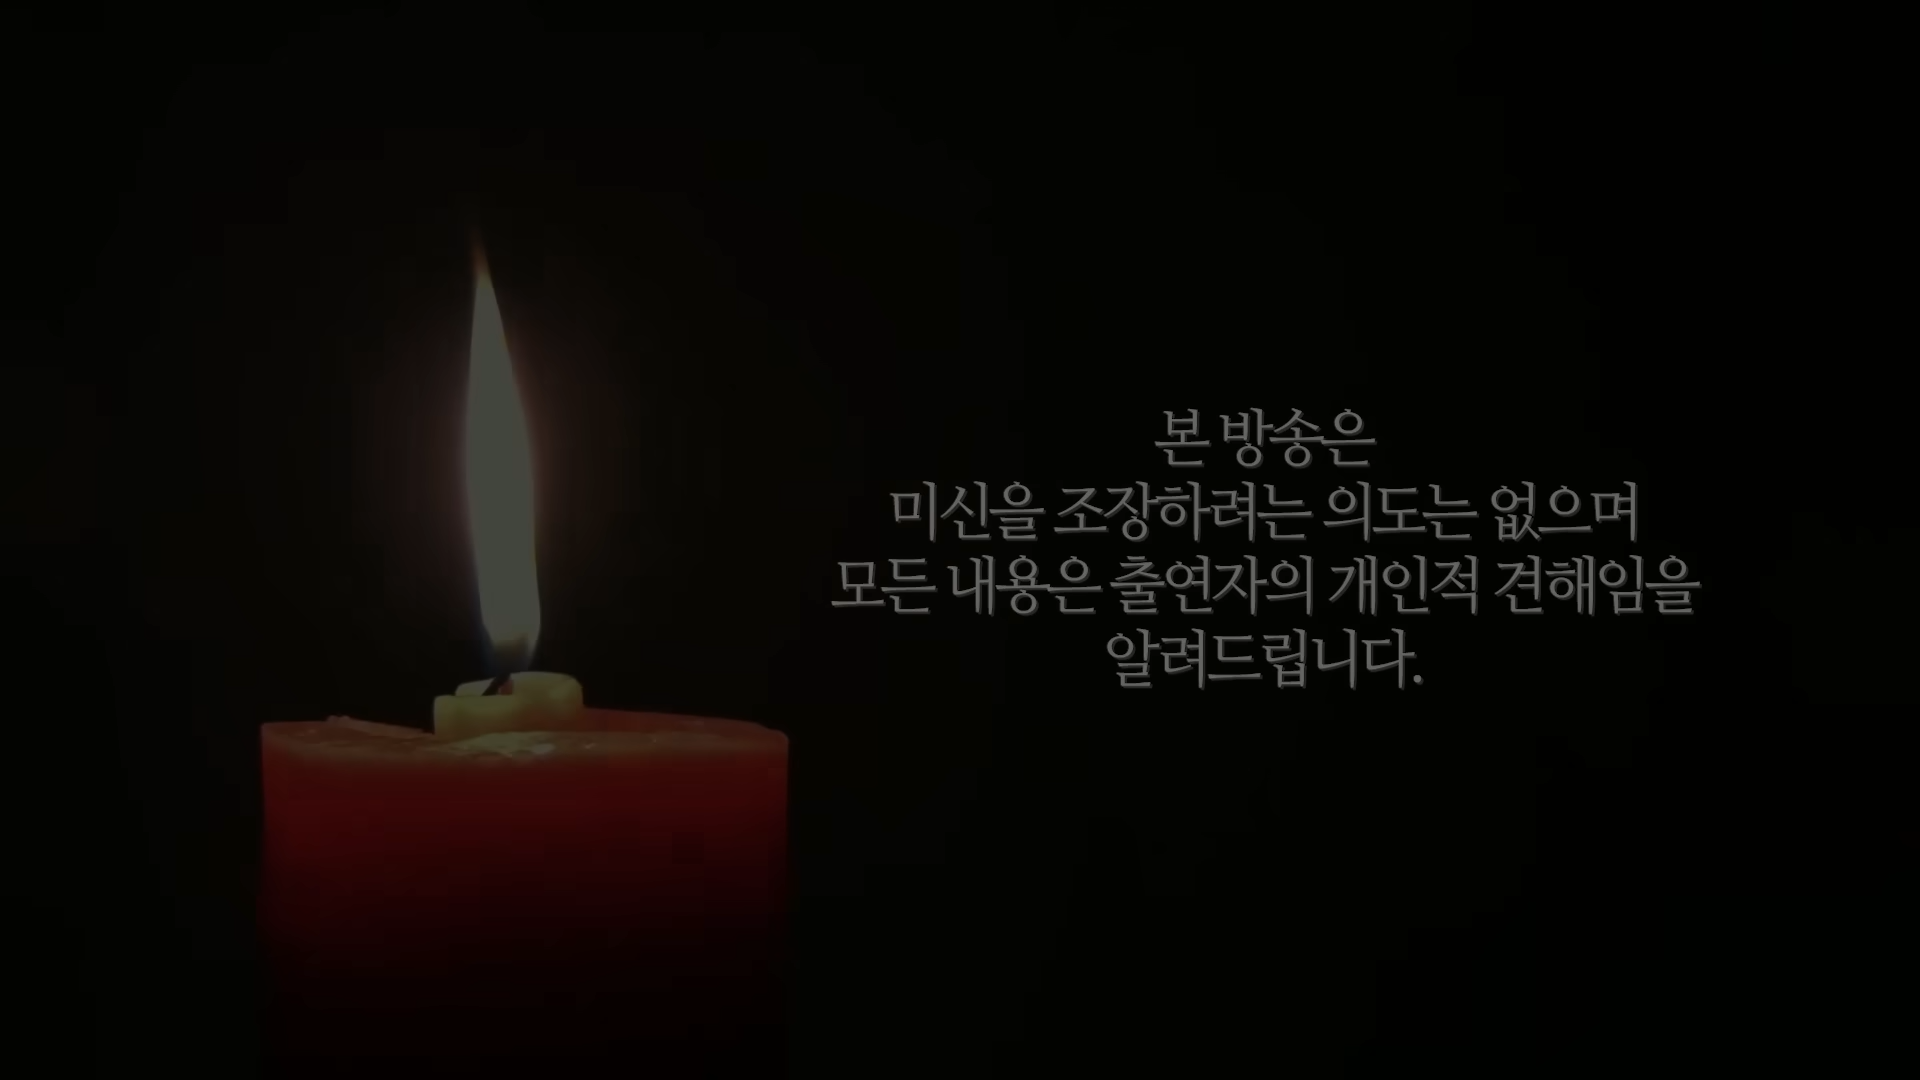 본 방송은
미신을 조장하려는 의도는 없으며
모든 내용은 출연자의 개인적 견해임을
알려드립니다.